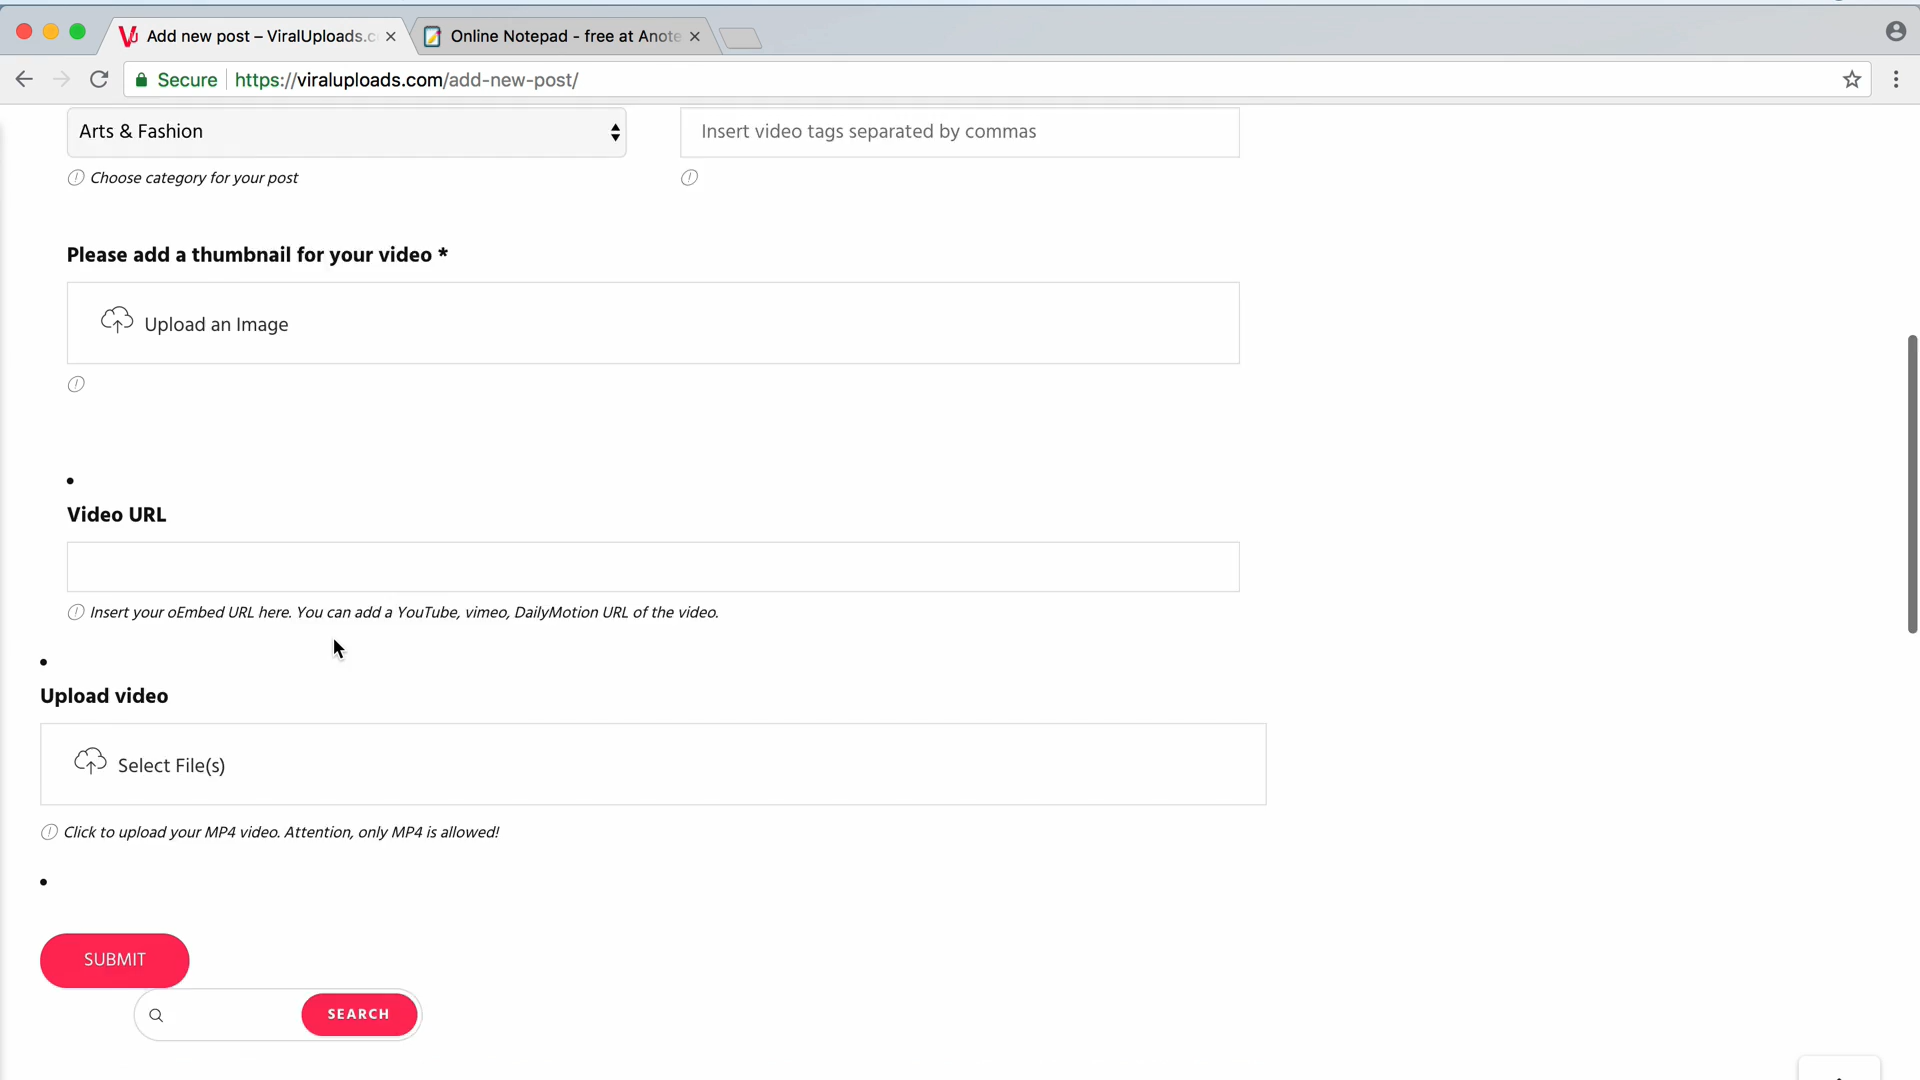 Add new post – ViralUploads.c
Online Notepad - free at Anote
Secure
https://viraluploads.com/add-new-post/
Arts & Fashion
Insert video tags separated by commas
Choose category for your post
Please add a thumbnail for your video *
Upload an Image
Video URL
Insert your oEmbed URL here. You can add a YouTube, vimeo, DailyMotion URL of the video.
Upload video
Select File(s)
Click to upload your MP4 video. Attention, only MP4 is allowed!
SUBMIT
SEARCH